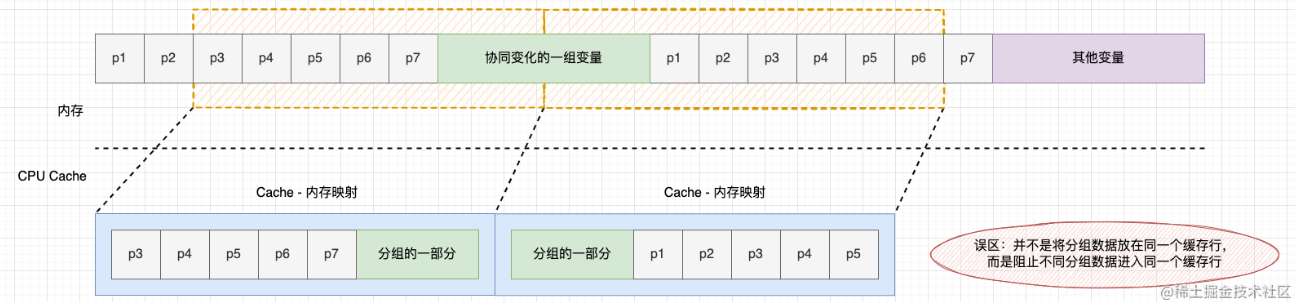 p1 p2 p3 p4 p5 p6 p7 协同变化的一组变量 p1 p2 p3 p4 p5 p6 p7 其他变量
内存
CPU Cache
Cache - 内存映射 Cache - 内存映射
p3 p4 p5 p6 p7 分组的一部分 分组的一部分 p1 p2 p3 p4 p5
误区：并不是将分组数据放在同一个缓存行，
而是阻止不同分组数据进入同一个缓存行
@稀土掘金技术社区